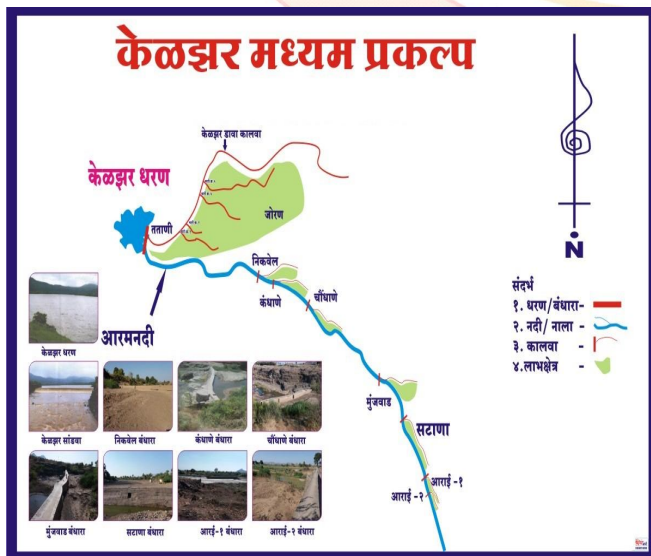 केळझर मध्यम प्रकल्प
केळझर डावा कालवा
केळझर धरण
तताणी
जोरण
निकवेल
कंधाणे
चौंधाणे
आरमनदी
मुंजवाड
सटाणा
आराई -१
आराई -२
N
संदर्भ
१. धरण/बंधारा-
२. नदी/ नाला -
३. कालवा -
४.लाभक्षेत्र -
केळझर धरण
केळझर सांडवा
निकवेल बंधारा
कंधाणे बंधारा
चौंधाणे बंधारा
मुंजवाड बंधारा
सटाणा बंधारा
आरई-१ बंधारा
आराई-२ बंधारा